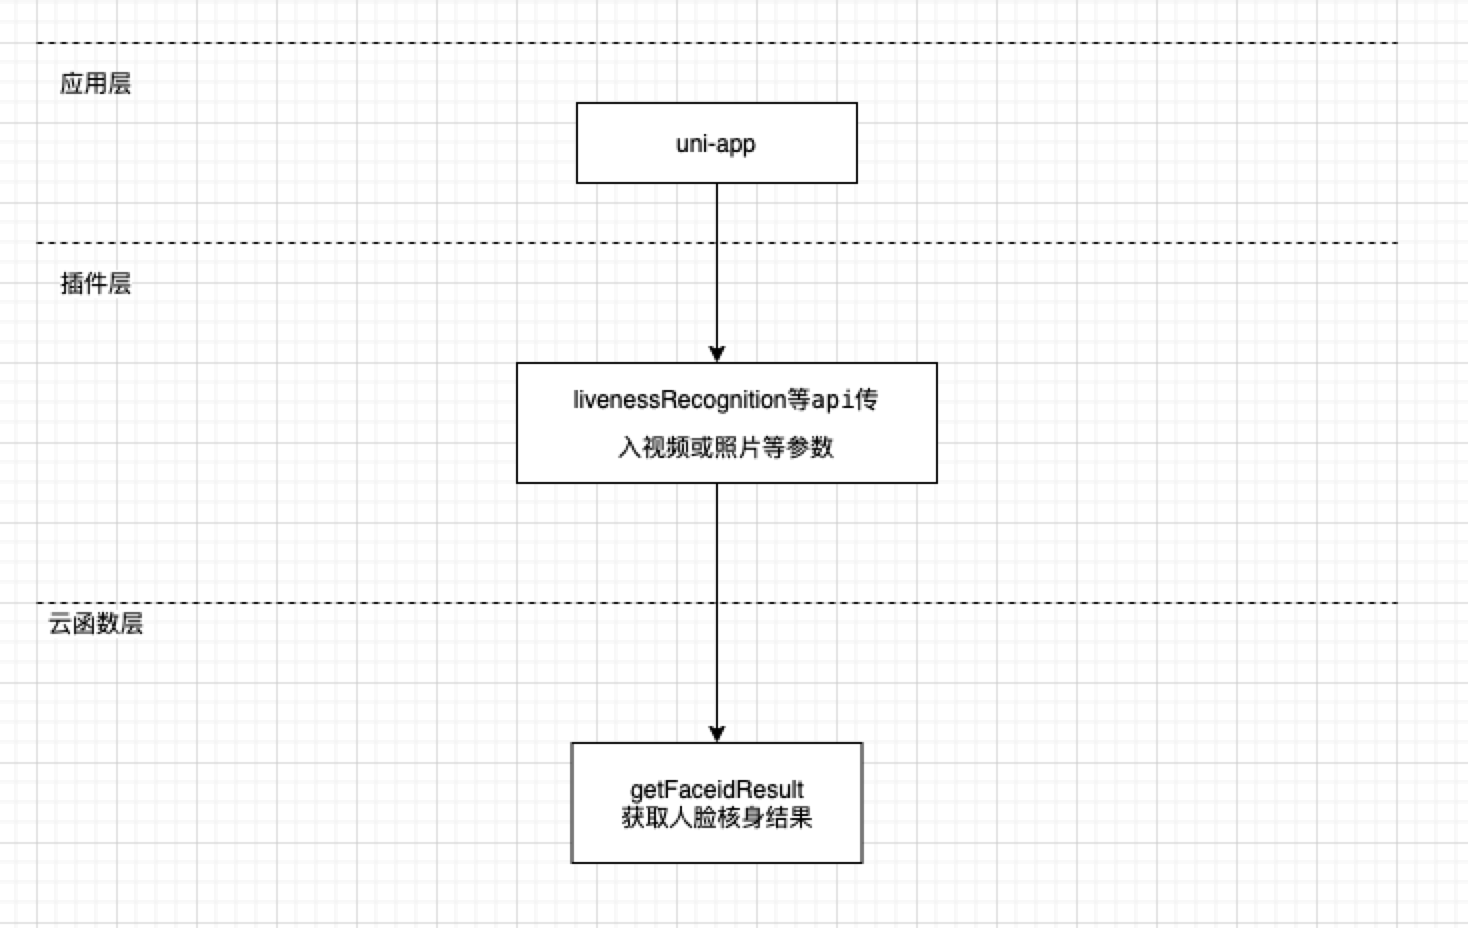 应用层
uni-app
插件层
livenessRecognition等api传
入视频或照片等参数
云函数层
getFaceidResult
获取人脸核身结果